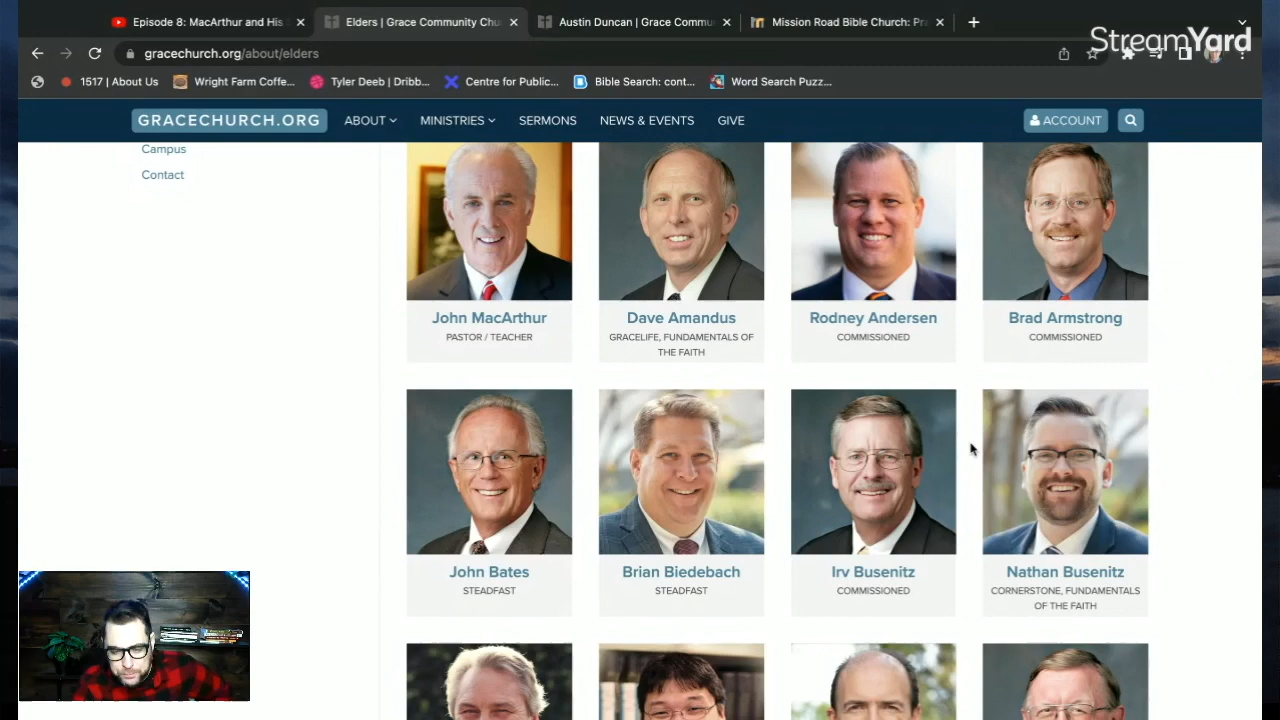 Episode 8: MacArthur and His
Elders | Grace Community Chu
Austin Duncan | Grace Commu
Mission Road Bible Church: Pr
StreamYard
gracechurch.org/about/elders
1517 | About Us
Wright Farm Coffe...
Tyler Deeb | Dribb...
Centre for Public...
Bible Search: cont...
Word Search Puzz...
GRACECHURCH.ORG
ABOUT
MINISTRIES
SERMONS
NEWS & EVENTS
GIVE
ACCOUNT
Campus
Contact
John MacArthur
PASTOR / TEACHER
Dave Amandus
GRACELIFE, FUNDAMENTALS OF
THE FAITH
Rodney Andersen
COMMISSIONED
Brad Armstrong
COMMISSIONED
John Bates
STEADFAST
Brian Biedebach
STEADFAST
Irv Busenitz
COMMISSIONED
Nathan Busenitz
CORNERSTONE, FUNDAMENTALS
OF THE FAITH